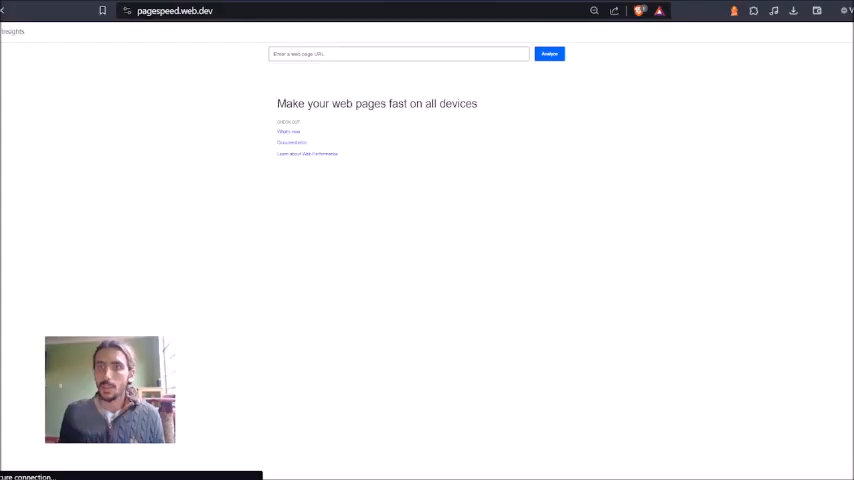 pagespeed.web.dev
Insights
Enter a web page URL
Analyze
Make your web pages fast on all devices
CHECK OUT
What's new
Documentation
Learn about Web Performance
cure connection...